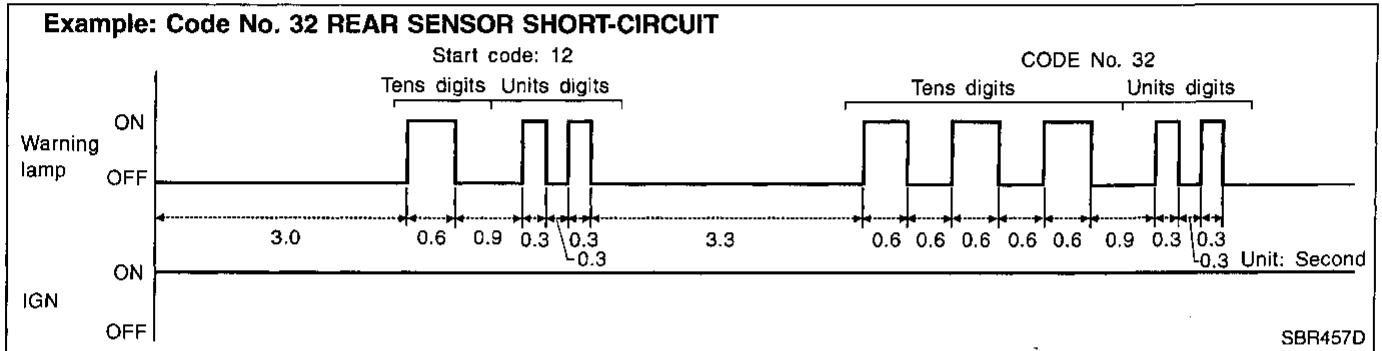 Example: Code No. 32 REAR SENSOR SHORT-CIRCUIT
Start code: 12
CODE No. 32
Tens digits Units digits
Tens digits Units digits
ON
Warning
lamp
OFF
3.0 0.6 0.9 0.3 0.3 3.3 0.6 0.6 0.6 0.6 0.6 0.9 0.3 0.3
0.3 0.3 Unit: Second
ON
IGN
OFF
SBR457D